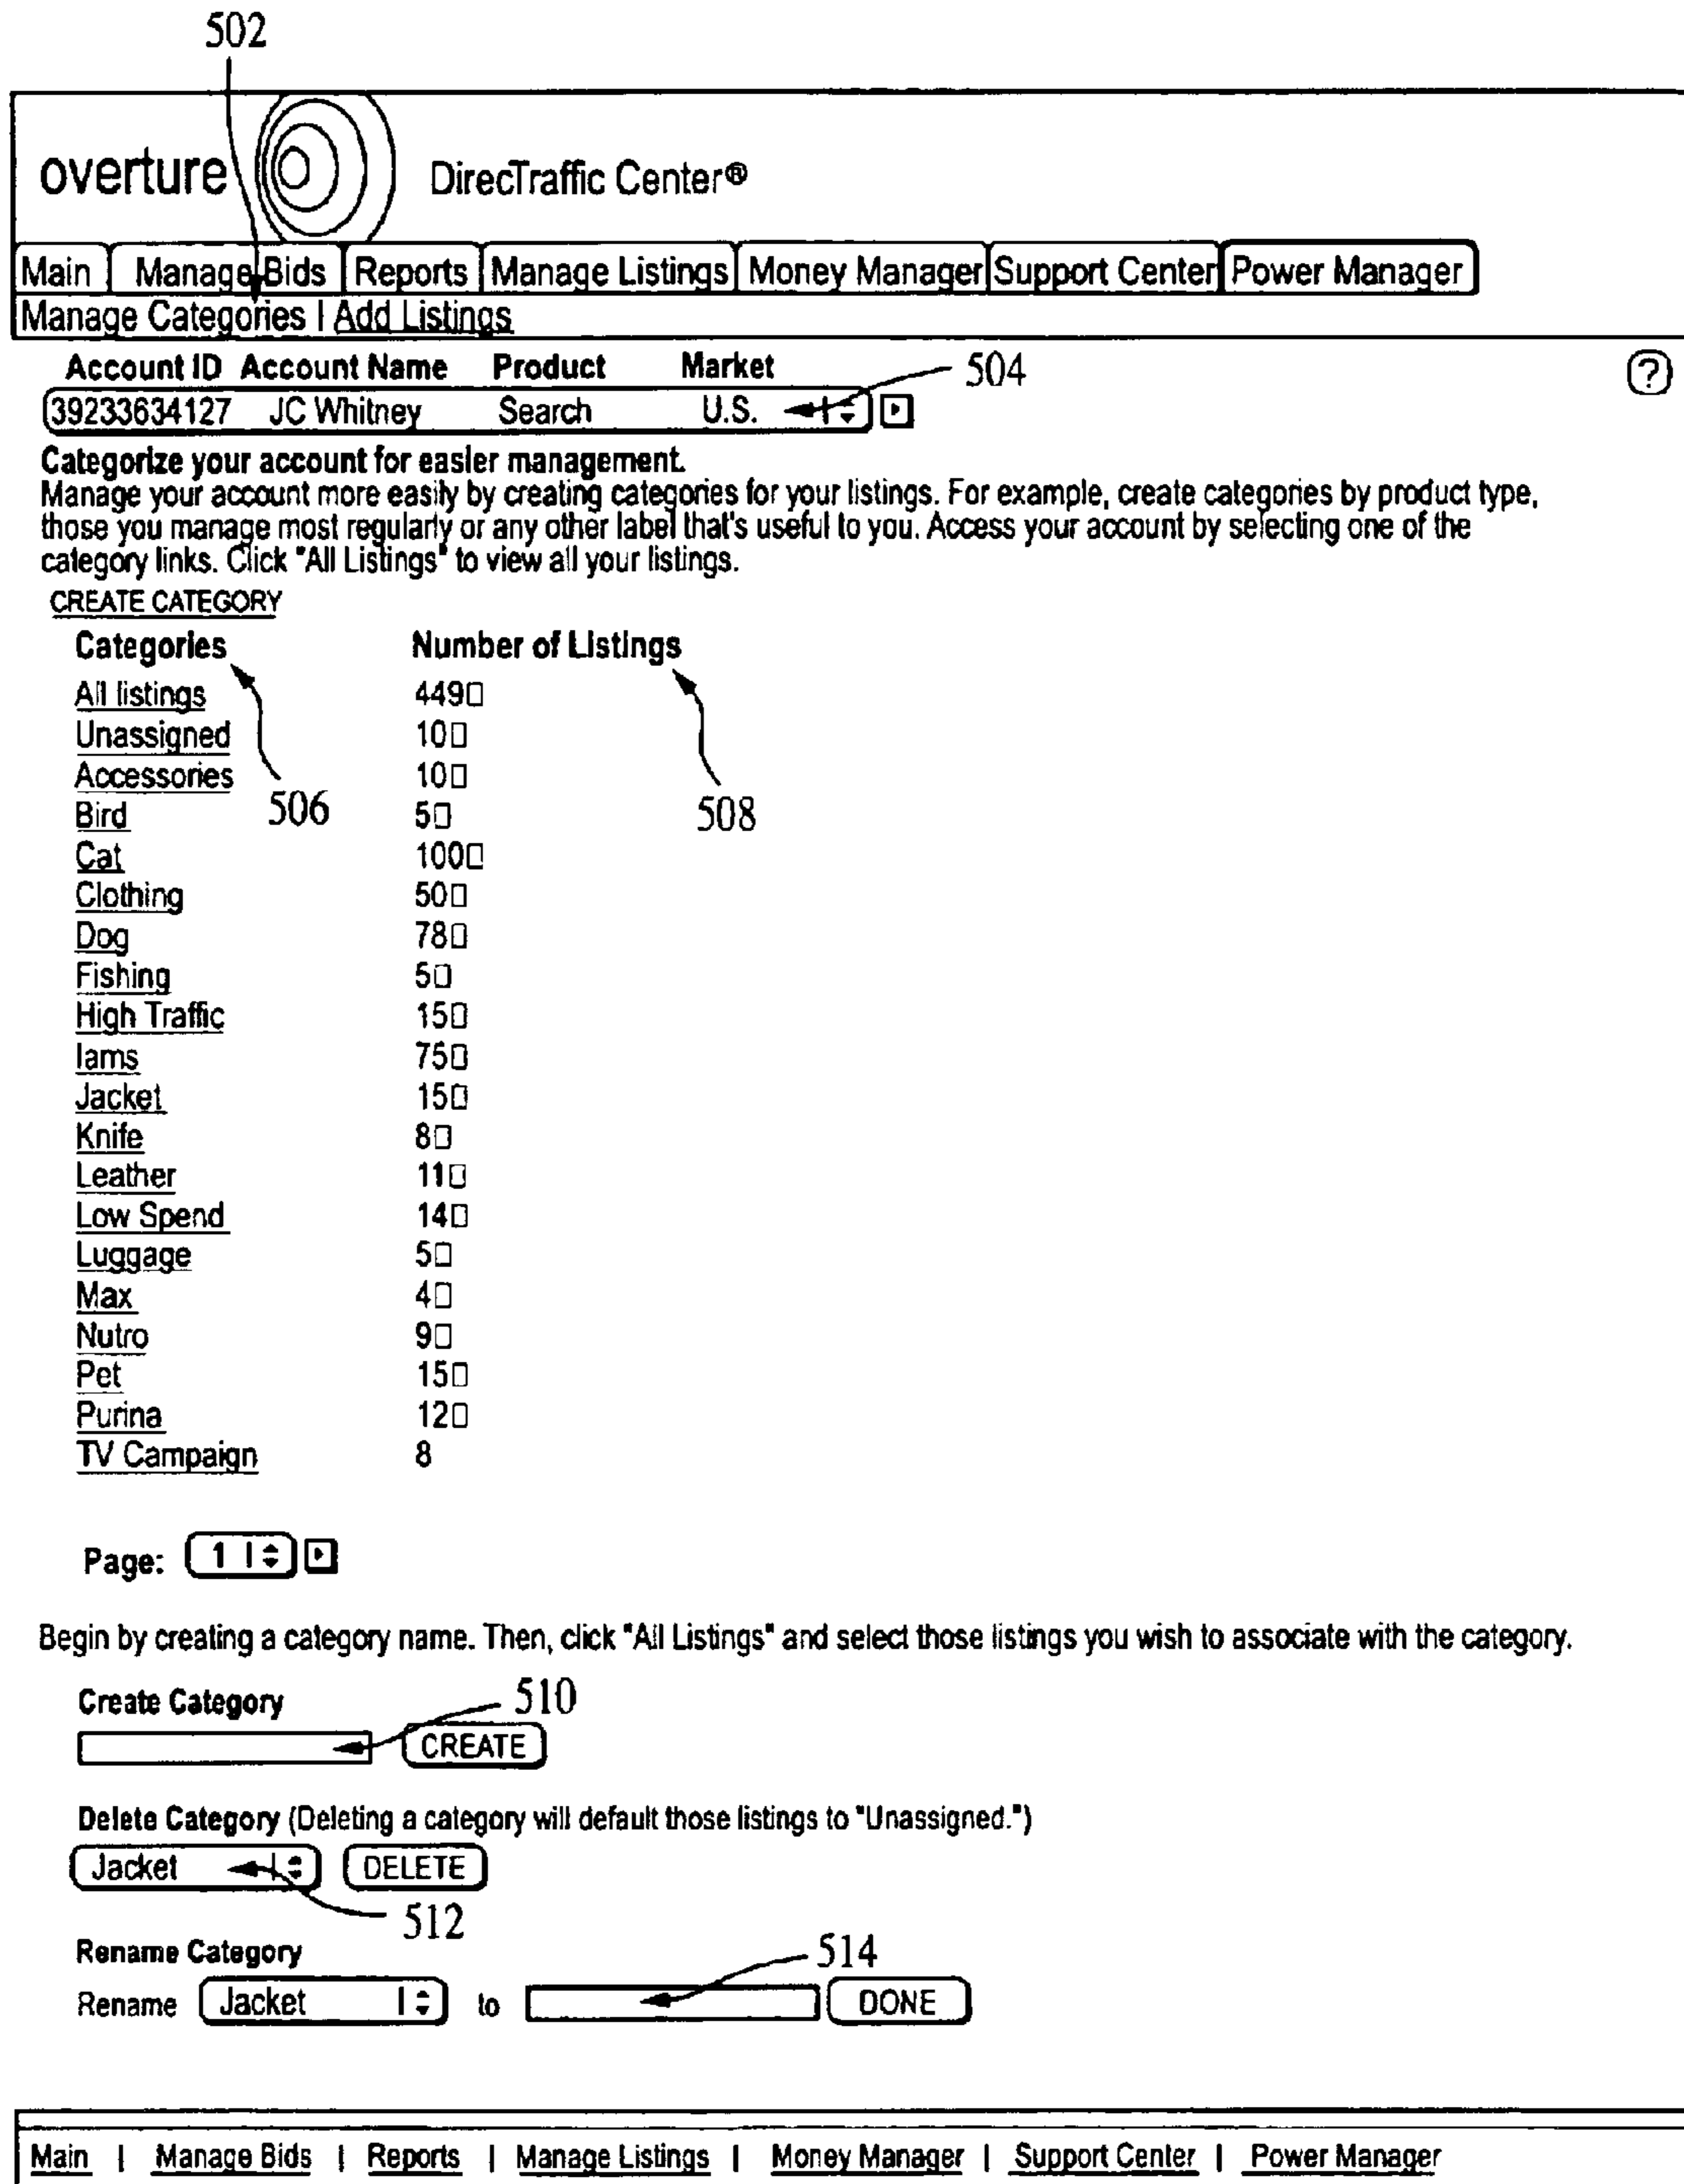 502
overture DirecTraffic Center®
Main Manage Bids Reports Manage Listings Money Manager Support Center Power Manager
Manage Categories | Add Listings
Account ID Account Name Product Market 504 ?
39233634127 JC Whitney Search U.S.
Categorize your account for easier management.
Manage your account more easily by creating categories for your listings. For example, create categories by product type,
those you manage most regularly or any other label that's useful to you. Access your account by selecting one of the
category links. Click "All Listings" to view all your listings.
CREATE CATEGORY
Categories Number of Listings
All listings 449
Unassigned 10
Accessories 10
506 508
Bird 5
Cat 100
Clothing 50
Dog 78
Fishing 5
High Traffic 15
Iams 75
Jacket 15
Knife 8
Leather 11
Low Spend 14
Luggage 5
Max 4
Nutro 9
Pet 15
Purina 12
TV Campaign 8
Page: 1
Begin by creating a category name. Then, click "All Listings" and select those listings you wish to associate with the category.
Create Category 510
CREATE
Delete Category (Deleting a category will default those listings to "Unassigned.")
Jacket DELETE
512
Rename Category 514
Rename Jacket to DONE
Main | Manage Bids | Reports | Manage Listings | Money Manager | Support Center | Power Manager